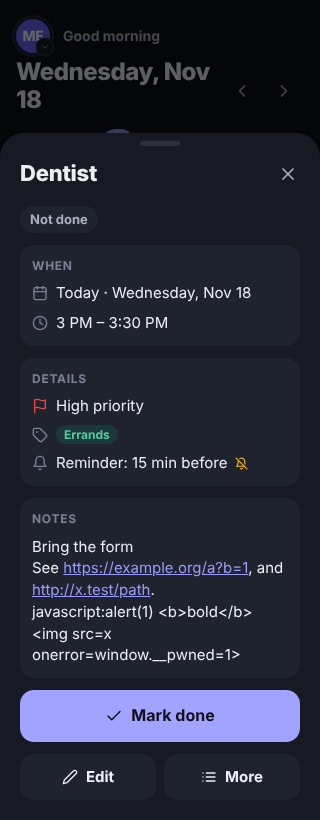 MF
Good morning
Wednesday, Nov
18
Dentist
Not done
WHEN
Today · Wednesday, Nov 18
3 PM – 3:30 PM
DETAILS
High priority
Errands
Reminder: 15 min before
NOTES
Bring the form
See https://example.org/a?b=1, and
http://x.test/path.
javascript:alert(1) <b>bold</b>
<img src=x
onerror=window.__pwned=1>
Mark done
Edit
More